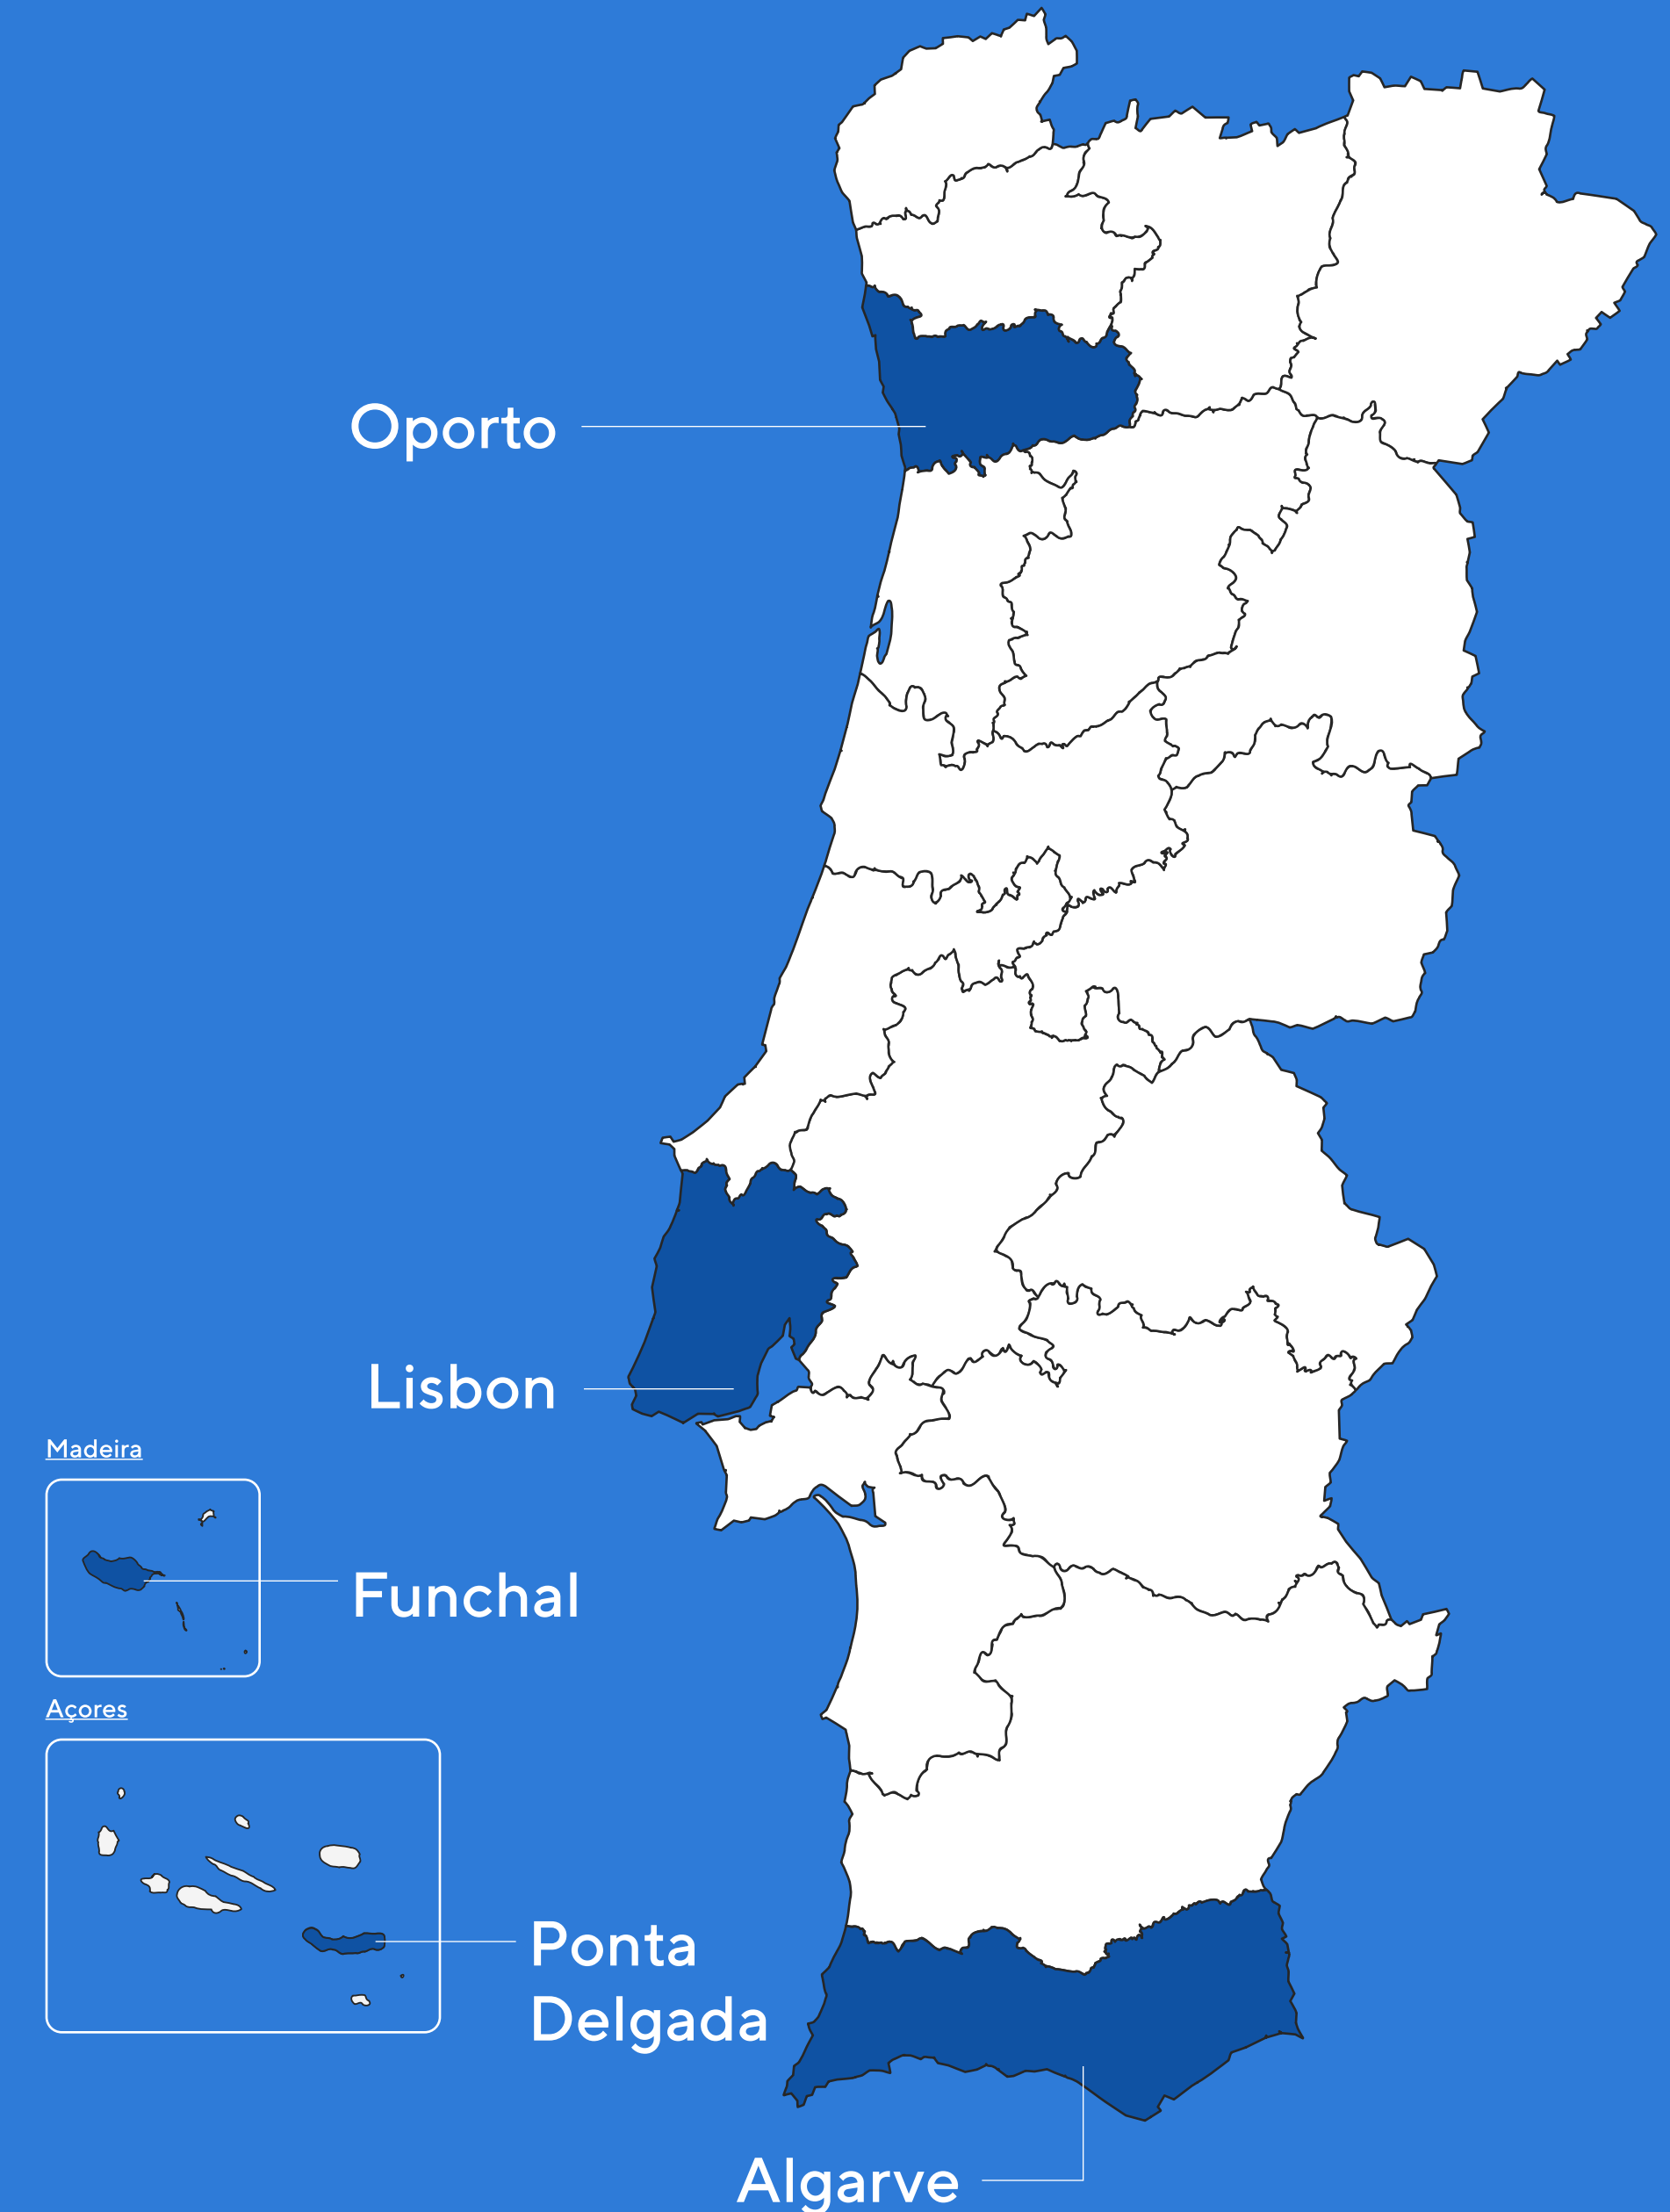 Oporto
Lisbon
Madeira
Funchal
Açores
Ponta
Delgada
Algarve